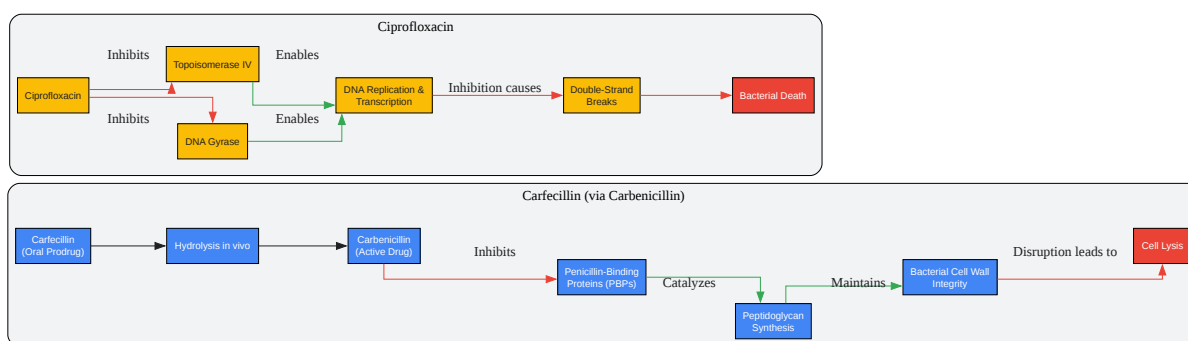 Ciprofloxacin
Inhibits
Topoisomerase IV
Enables
Ciprofloxacin
DNA Replication &
Transcription
Inhibition causes
Double-Strand
Breaks
Bacterial Death
Inhibits
DNA Gyrase
Enables
Carfecillin (via Carbenicillin)
Carfecillin
(Oral Prodrug)
Hydrolysis in vivo
Carbenicillin
(Active Drug)
Inhibits
Penicillin-Binding
Proteins (PBPs)
Catalyzes
Peptidoglycan
Synthesis
Maintains
Bacterial Cell Wall
Integrity
Disruption leads to
Cell Lysis